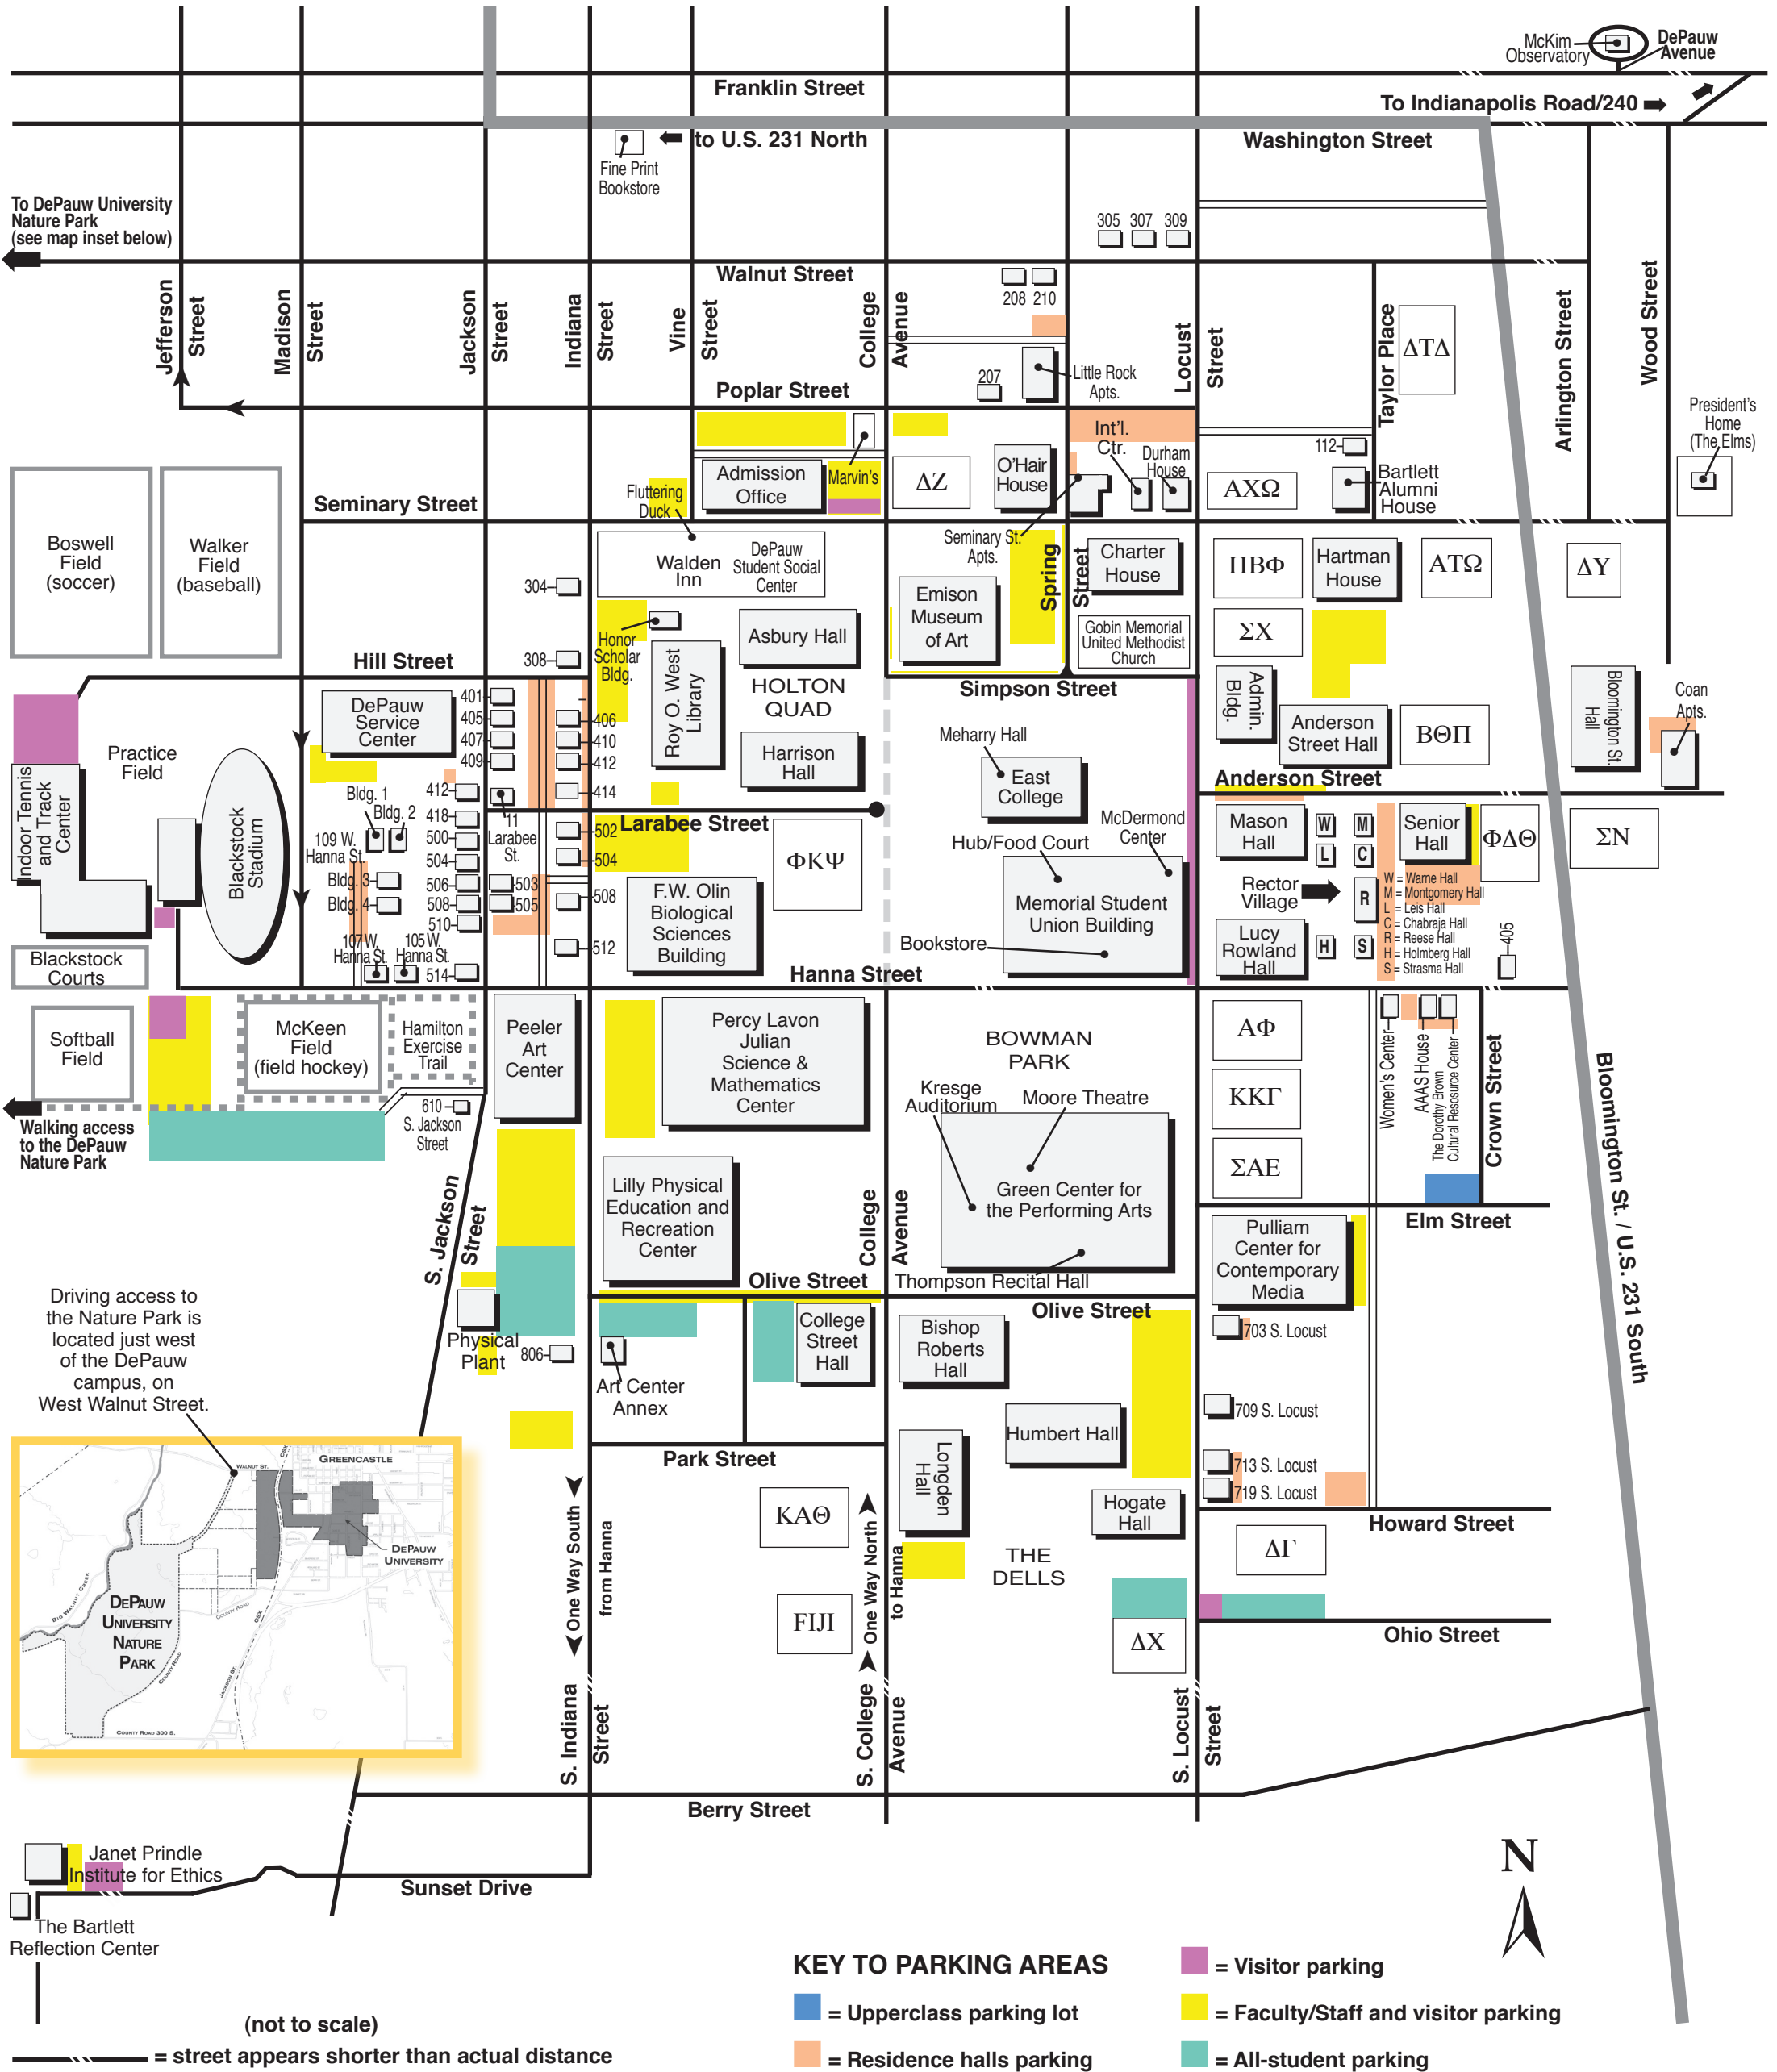 McKim
Observatory
DePauw
Avenue
Franklin Street
To Indianapolis Road/240
to U.S. 231 North
Washington Street
Fine Print
Bookstore
To DePauw University
Nature Park
(see map inset below)
305 307 309
Walnut Street
208 210
Jefferson
Street
Madison
Street
Jackson
Street
Indiana
Street
Vine
Street
College
Avenue
Locust
Street
Taylor Place
ΔΤΔ
Arlington Street
Wood Street
Poplar Street
207
Little Rock
Apts.
President's
Home
(The Elms)
Int'l.
Ctr.
Durham
House
112
Bartlett
Alumni
House
Admission
Office
Marvin's
ΔΖ
O'Hair
House
ΑΧΩ
Seminary Street
Fluttering
Duck
Boswell
Field
(soccer)
Walker
Field
(baseball)
Walden
Inn
DePauw
Student Social
Center
Seminary St.
Apts.
Spring
Street
Charter
House
ΠΒΦ
Hartman
House
ΑΤΩ
ΔΥ
304
Emison
Museum
of Art
Gobin Memorial
United Methodist
Church
ΣΧ
Honor
Scholar
Bldg.
Asbury Hall
Hill Street
308
Roy O. West
Library
HOLTON
QUAD
Simpson Street
Admin.
Bldg.
Bloomington St.
Hall
Coan
Apts.
DePauw
Service
Center
401
405
407
409
406
410
412
414
Harrison
Hall
Meharry Hall
East
College
Anderson
Street Hall
ΒΘΠ
Anderson Street
Practice
Field
Indoor Tennis
and Track
Center
Blackstock
Stadium
Bldg. 1
Bldg. 2
109 W.
Hanna St.
Bldg. 3
Bldg. 4
412
418
500
504
506
508
510
514
11
Larabee
St.
503
505
Larabee Street
502
504
508
512
ΦΚΨ
F.W. Olin
Biological
Sciences
Building
McDermond
Center
Hub/Food Court
Memorial Student
Union Building
Bookstore
Mason
Hall
W
M
L
C
R
H
S
Senior
Hall
ΦΔΘ
ΣΝ
Rector
Village
W = Warne Hall
M = Montgomery Hall
L = Leis Hall
C = Chabraja Hall
R = Reese Hall
H = Holmberg Hall
S = Strasma Hall
Lucy
Rowland
Hall
405
107 W.
Hanna St.
105 W.
Hanna St.
Blackstock
Courts
Hanna Street
Softball
Field
McKeen
Field
(field hockey)
Hamilton
Exercise
Trail
Peeler
Art
Center
Percy Lavon
Julian
Science &
Mathematics
Center
BOWMAN
PARK
Kresge
Auditorium
Moore Theatre
Green Center for
the Performing Arts
Thompson Recital Hall
ΑΦ
ΚΚΓ
ΣΑΕ
Women's Center
AAAS House
The Dorothy Brown
Cultural Resource Center
Crown Street
Bloomington St. / U.S. 231 South
Walking access
to the DePauw
Nature Park
610
S. Jackson
Street
S. Jackson
Street
Lilly Physical
Education and
Recreation
Center
College
Avenue
Elm Street
Pulliam
Center for
Contemporary
Media
Olive Street
Olive Street
Driving access to
the Nature Park is
located just west
of the DePauw
campus, on
West Walnut Street.
Physical
Plant
806
Art Center
Annex
College
Street
Hall
Bishop
Roberts
Hall
703 S. Locust
709 S. Locust
Humbert Hall
Longden
Hall
713 S. Locust
719 S. Locust
Park Street
Hogate
Hall
Howard Street
ΚΑΘ
THE
DELLS
ΔΓ
FIJI
ΔΧ
Ohio Street
One Way South
from Hanna
One Way North
to Hanna
S. Indiana
Street
S. College
Avenue
S. Locust
Street
GREENCASTLE
WALNUT ST.
CSX
DEPAUW
UNIVERSITY
BIG WALNUT CREEK
DEPAUW
UNIVERSITY
NATURE
PARK
COUNTY ROAD
COUNTY ROAD
CSX
JACKSON ST.
COUNTY ROAD 300 S.
Berry Street
Janet Prindle
Institute for Ethics
Sunset Drive
The Bartlett
Reflection Center
N
(not to scale)
= street appears shorter than actual distance
KEY TO PARKING AREAS
= Upperclass parking lot
= Residence halls parking
= Visitor parking
= Faculty/Staff and visitor parking
= All-student parking